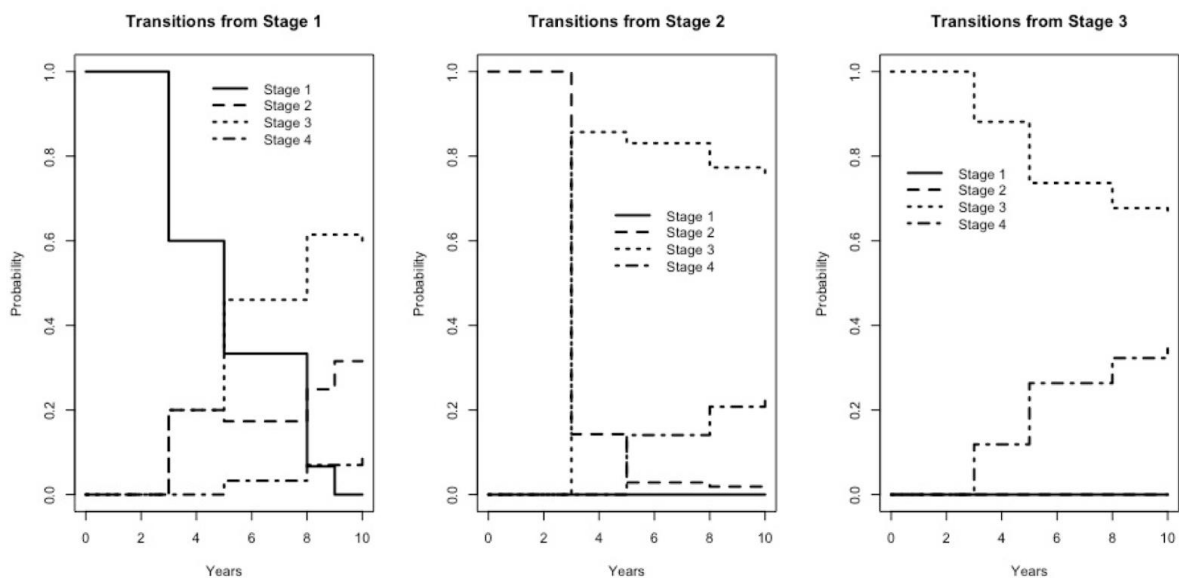 Transitions from Stage 1
Probability
1.0
0.8
0.6
0.4
0.2
0.0
Stage 1
Stage 2
Stage 3
Stage 4
0 2 4 6 8 10
Years
Transitions from Stage 2
Probability
1.0
0.8
0.6
0.4
0.2
0.0
Stage 1
Stage 2
Stage 3
Stage 4
0 2 4 6 8 10
Years
Transitions from Stage 3
Probability
1.0
0.8
0.6
0.4
0.2
0.0
Stage 1
Stage 2
Stage 3
Stage 4
0 2 4 6 8 10
Years